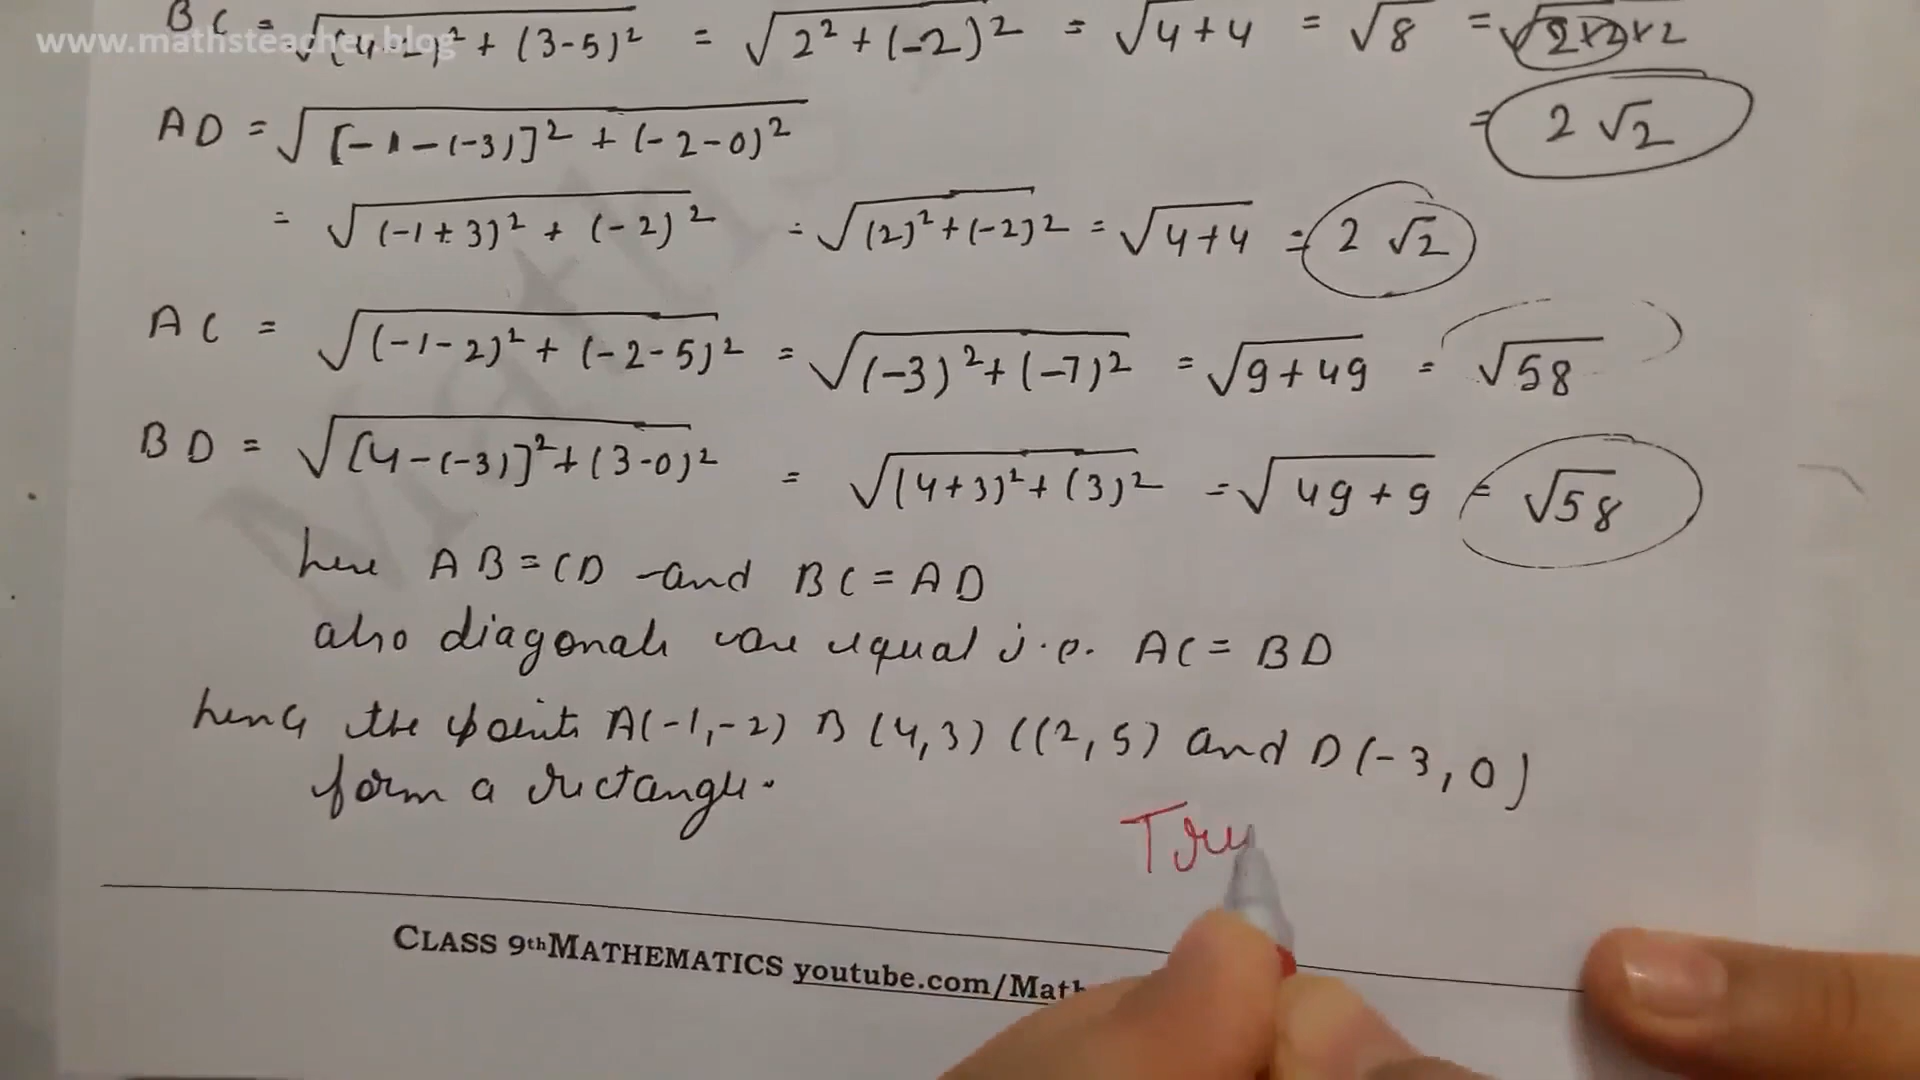 www.mathsteacher.blog
BC = √(4-2)² + (3-5)² = √2² + (-2)² = √4+4 = √8 = √2×2×2
= 2√2
AD = √[-1-(-3)]² + (-2-0)²
= √(-1+3)² + (-2)² = √(2)²+(-2)² = √4+4 = 2√2
AC = √(-1-2)² + (-2-5)² = √(-3)²+(-7)² = √9+49 = √58
BD = √[4-(-3)]²+(3-0)² = √(4+3)²+(3)² = √49+9 = √58
here AB=CD and BC=AD
also diagonals are equal i.e. AC=BD
hence the points A(-1,-2) B(4,3) C(2,5) and D(-3,0)
form a rectangle.
Tru
CLASS 9thMATHEMATICS youtube.com/Math